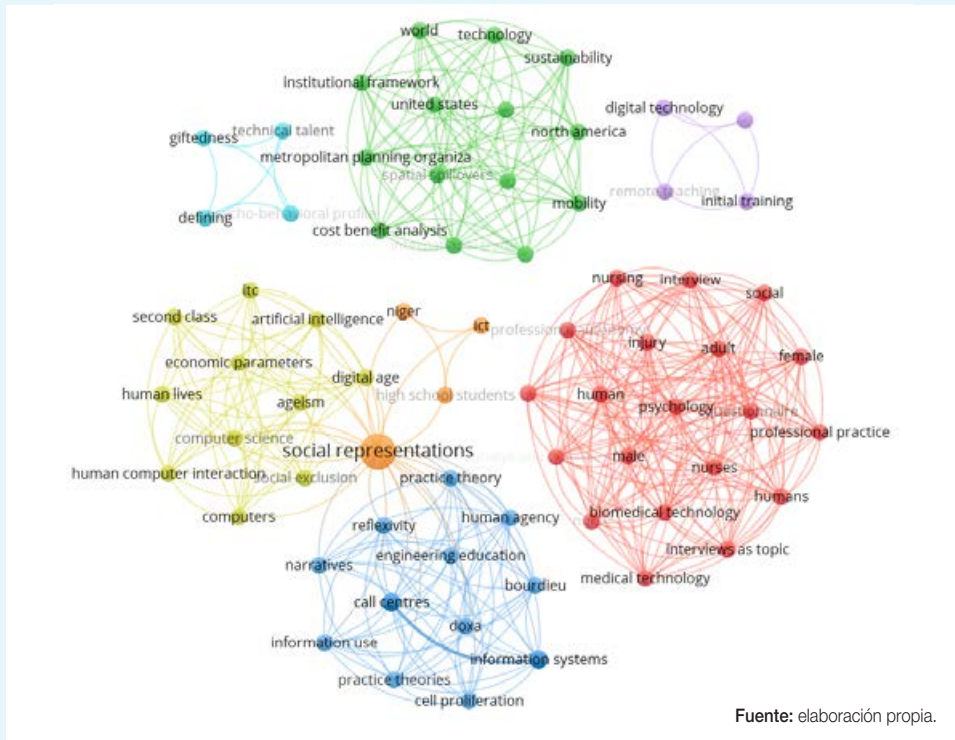 world
technology
sustainability
institutional framework
united states
north america
metropolitan planning organiza
spatial spillovers
mobility
cost benefit analysis
giftedness
technical talent
defining
digital technology
remote teaching
initial training
itc
second class
artificial intelligence
economic parameters
digital age
human lives
ageism
computer science
human computer interaction
social exclusion
computers
niger
ict
high school students
social representations
nursing
interview
social
injury
adult
female
human
psychology
questionnaire
professional practice
male
nurses
humans
biomedical technology
interviews as topic
medical technology
practice theory
reflexivity
human agency
engineering education
narratives
bourdieu
call centres
doxa
information use
information systems
practice theories
cell proliferation
Fuente: elaboración propia.